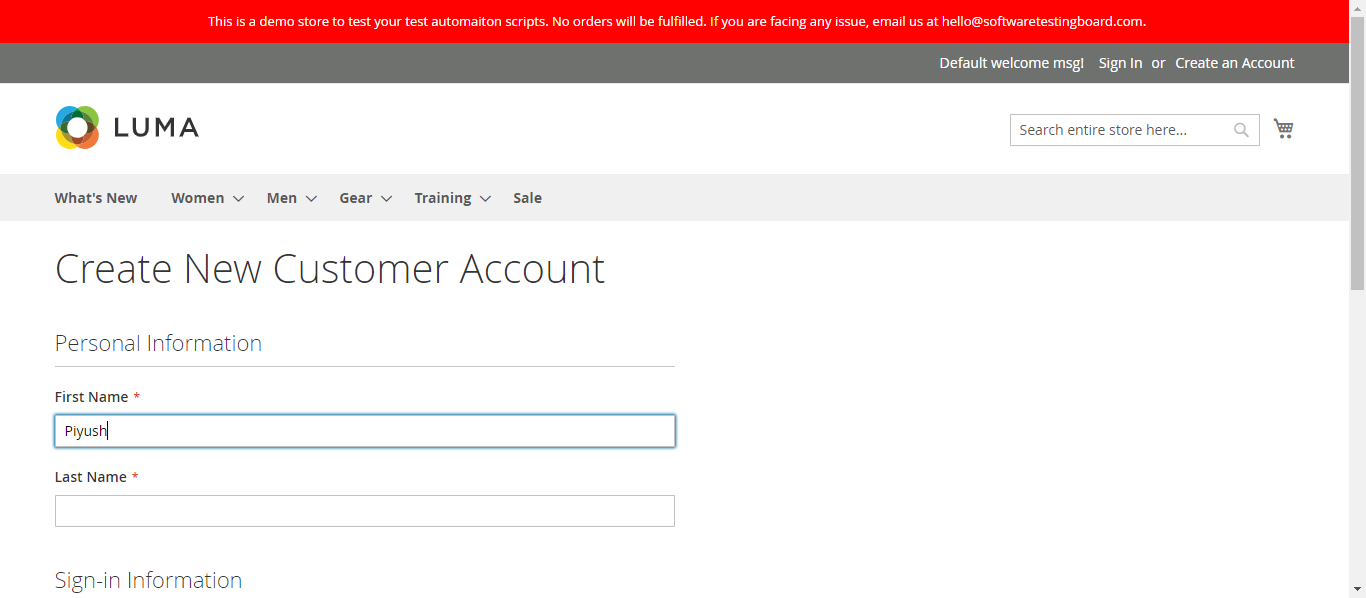 This is a demo store to test your test automaiton scripts. No orders will be fulfilled. If you are facing any issue, email us at hello@softwaretestingboard.com.
Default welcome msg! Sign In or Create an Account
LUMA
Search entire store here...
What's New Women Men Gear Training Sale
Create New Customer Account
Personal Information
First Name *
Piyush
Last Name *
Sign-in Information